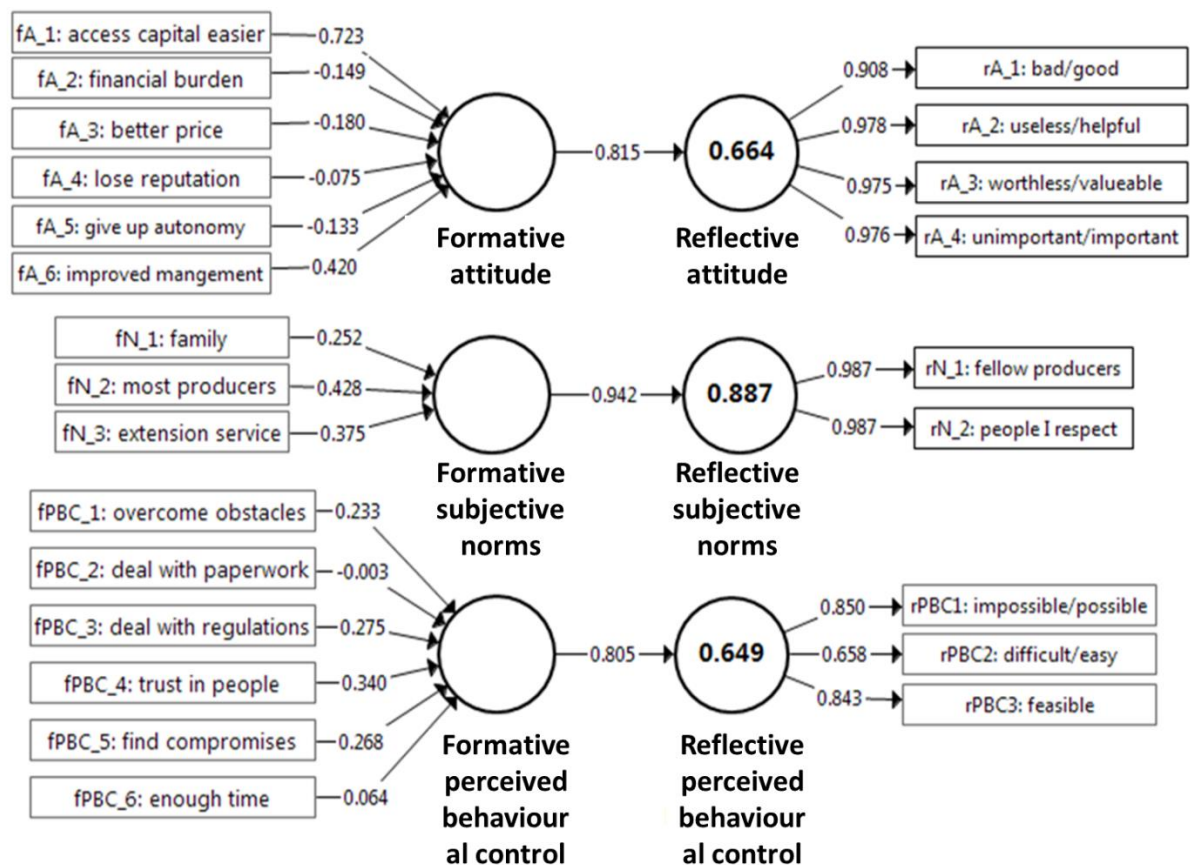 fA_1: access capital easier
0.723
fA_2: financial burden
-0.149
fA_3: better price
-0.180
fA_4: lose reputation
-0.075
fA_5: give up autonomy
-0.133
fA_6: improved mangement
0.420
Formative
attitude
0.815
0.664
Reflective
attitude
0.908
rA_1: bad/good
0.978
rA_2: useless/helpful
0.975
rA_3: worthless/valueable
0.976
rA_4: unimportant/important
fN_1: family
0.252
fN_2: most producers
0.428
fN_3: extension service
0.375
Formative
subjective
norms
0.942
0.887
Reflective
subjective
norms
0.987
rN_1: fellow producers
0.987
rN_2: people I respect
fPBC_1: overcome obstacles
0.233
fPBC_2: deal with paperwork
-0.003
fPBC_3: deal with regulations
0.275
fPBC_4: trust in people
0.340
fPBC_5: find compromises
0.268
fPBC_6: enough time
0.064
Formative
perceived
behaviour
al control
0.805
0.649
Reflective
perceived
behaviour
al control
0.850
rPBC1: impossible/possible
0.658
rPBC2: difficult/easy
0.843
rPBC3: feasible